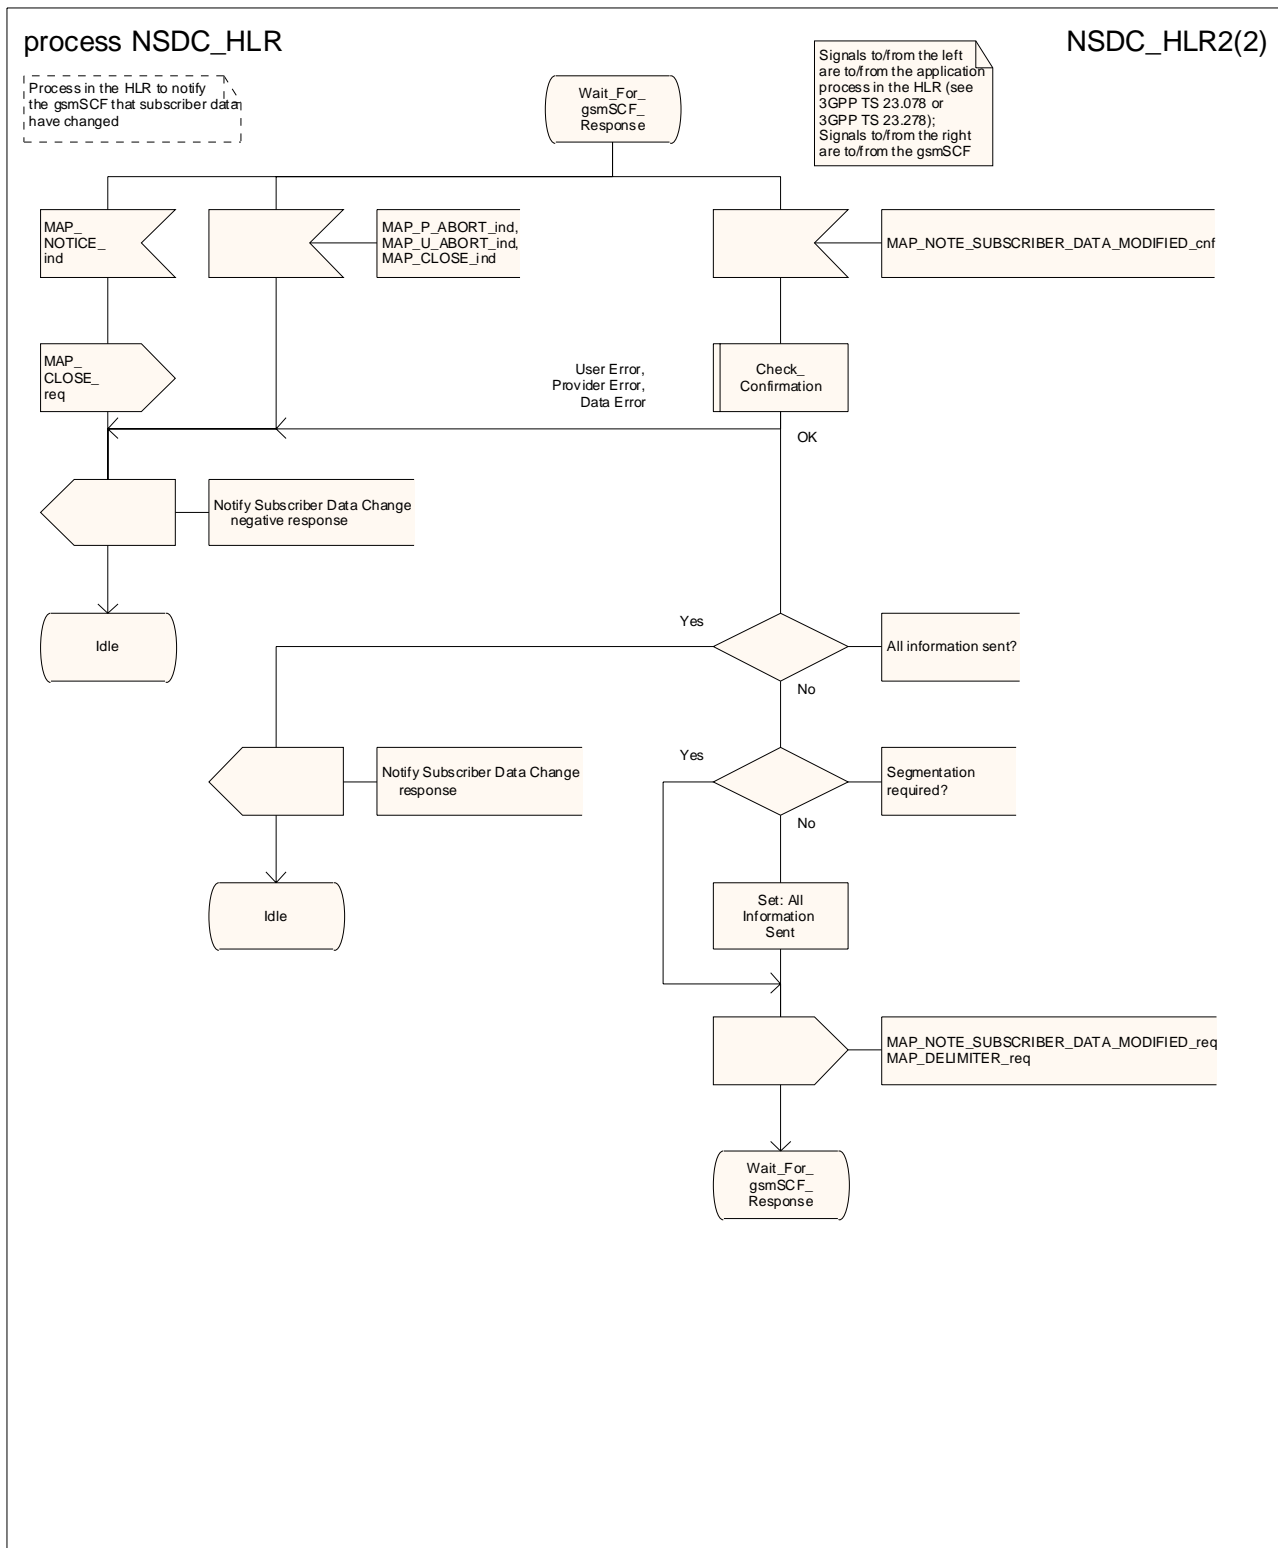 process NSDC_HLR
NSDC_HLR2(2)
Process in the HLR to notify
the gsmSCF that subscriber data
have changed
Wait_For_
gsmSCF_
Response
Signals to/from the left
are to/from the application
process in the HLR (see
3GPP TS 23.078 or
3GPP TS 23.278);
Signals to/from the right
are to/from the gsmSCF
MAP_
NOTICE_
ind
MAP_P_ABORT_ind,
MAP_U_ABORT_ind,
MAP_CLOSE_ind
MAP_NOTE_SUBSCRIBER_DATA_MODIFIED_cnf
MAP_
CLOSE_
req
User Error,
Provider Error,
Data Error
Check_
Confirmation
OK
Notify Subscriber Data Change
negative response
Idle
Yes
All information sent?
No
Notify Subscriber Data Change
response
Yes
Segmentation
required?
No
Idle
Set: All
Information
Sent
MAP_NOTE_SUBSCRIBER_DATA_MODIFIED_req
MAP_DELIMITER_req
Wait_For_
gsmSCF_
Response